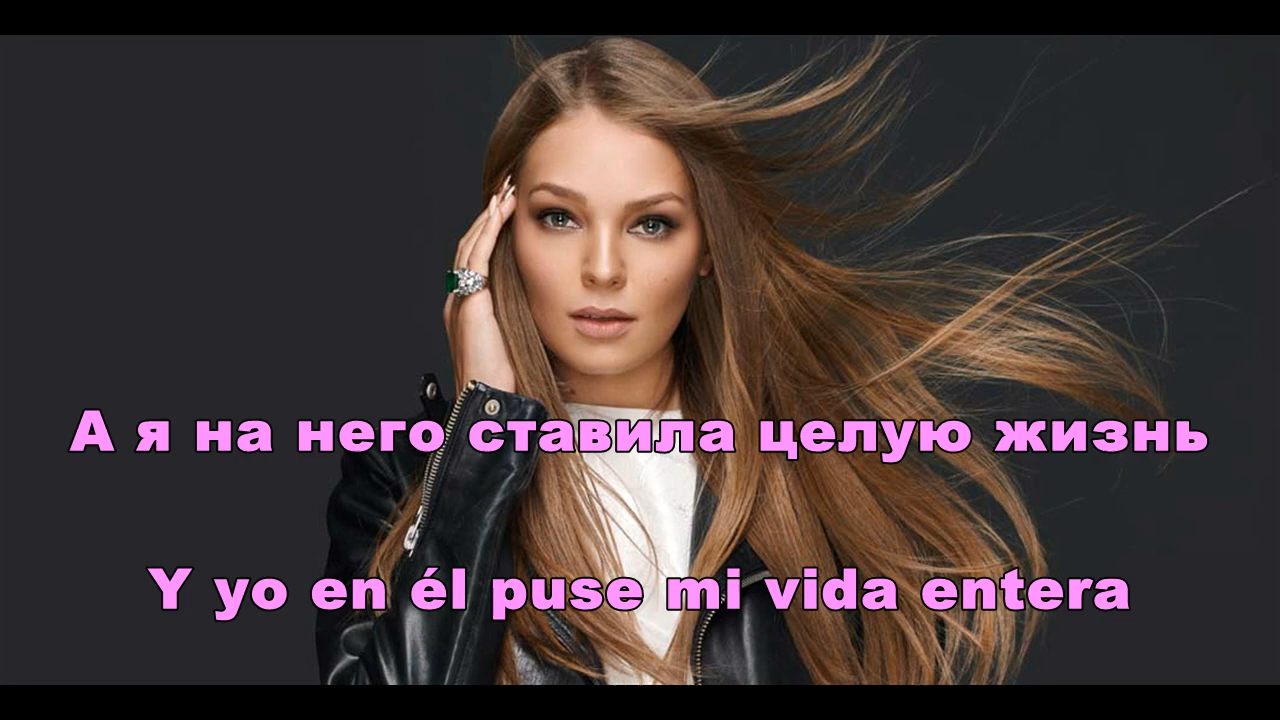 А я на него ставила целую жизнь
Y yo en él puse mi vida entera